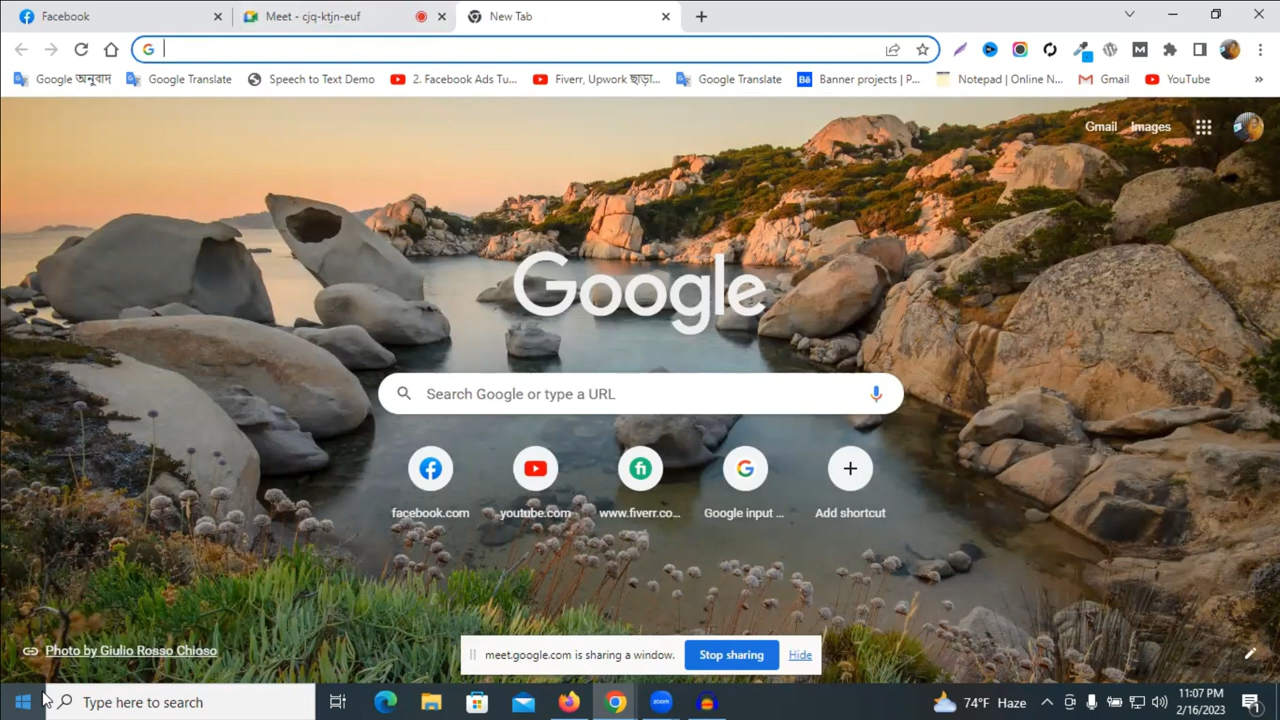 Facebook
Meet - cjq-ktjn-euf
New Tab
Google অনুবাদ
Google Translate
Speech to Text Demo
2. Facebook Ads Tu...
Fiverr, Upwork ছাড়া...
Google Translate
Banner projects | P...
Notepad | Online N...
Gmail
YouTube
Gmail Images
Google
Search Google or type a URL
facebook.com
youtube.com
www.fiverr.co...
Google input ...
Add shortcut
Photo by Giulio Rosso Chioso
meet.google.com is sharing a window.
Stop sharing
Hide
Type here to search
zoom
74°F Haze
11:07 PM
2/16/2023